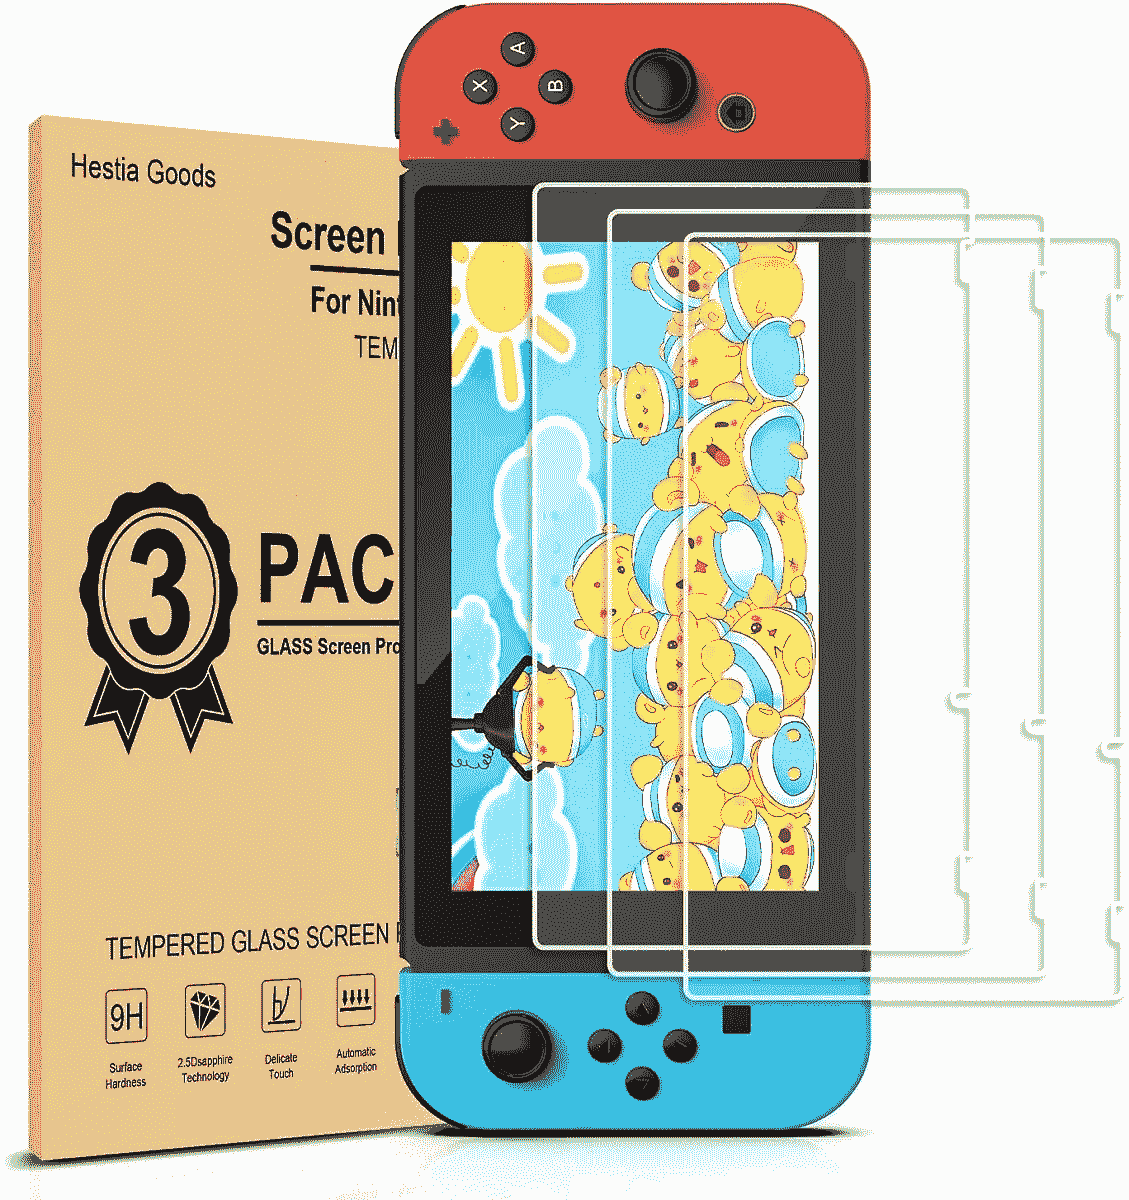 Hestia Goods
Screen
For Nint
TEM
3
PAC
GLASS Screen Pro
TEMPERED GLASS SCREEN
9H
Surface
Hardness
2.5Dsapphire
Technology
Delicate
Touch
Automatic
Adsorption
A
X
B
Y